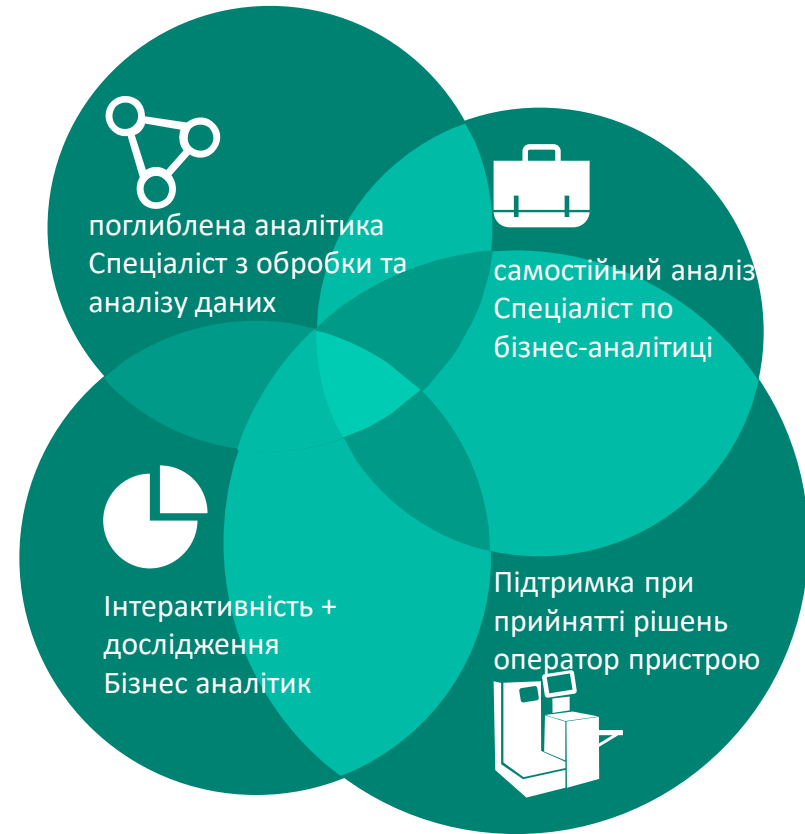 поглиблена аналітика
Спеціаліст з обробки та
аналізу даних
самостійний аналіз
Спеціаліст по
бізнес-аналітиці
Інтерактивність +
дослідження
Бізнес аналітик
Підтримка при
прийнятті рішень
оператор пристрою